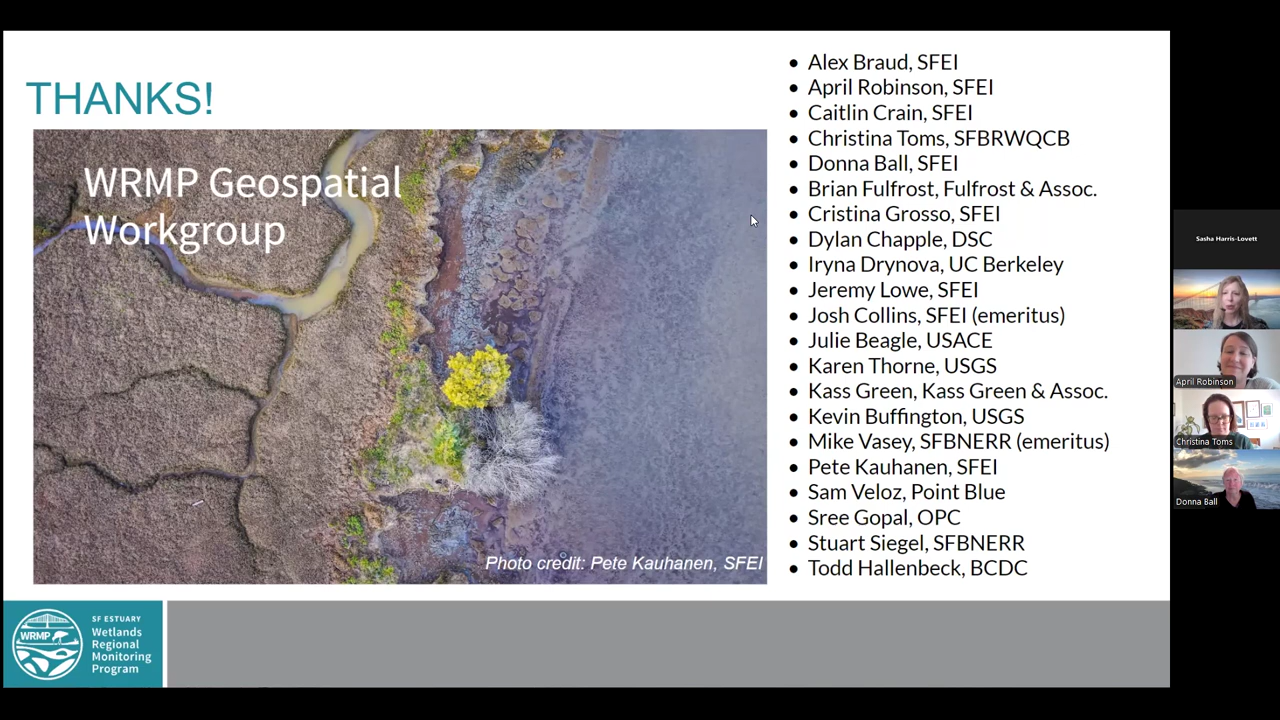 THANKS!
WRMP Geospatial
Workgroup
Photo credit: Pete Kauhanen, SFEI
• Alex Braud, SFEI
• April Robinson, SFEI
• Caitlin Crain, SFEI
• Christina Toms, SFBRWQCB
• Donna Ball, SFEI
• Brian Fulfrost, Fulfrost & Assoc.
• Cristina Grosso, SFEI
• Dylan Chapple, DSC
• Iryna Drynova, UC Berkeley
• Jeremy Lowe, SFEI
• Josh Collins, SFEI (emeritus)
• Julie Beagle, USACE
• Karen Thorne, USGS
• Kass Green, Kass Green & Assoc.
• Kevin Buffington, USGS
• Mike Vasey, SFBNERR (emeritus)
• Pete Kauhanen, SFEI
• Sam Veloz, Point Blue
• Sree Gopal, OPC
• Stuart Siegel, SFBNERR
• Todd Hallenbeck, BCDC
WRMP
SF ESTUARY
Wetlands
Regional
Monitoring
Program
Sasha Harris-Lovett
April Robinson
Christina Toms
Donna Ball